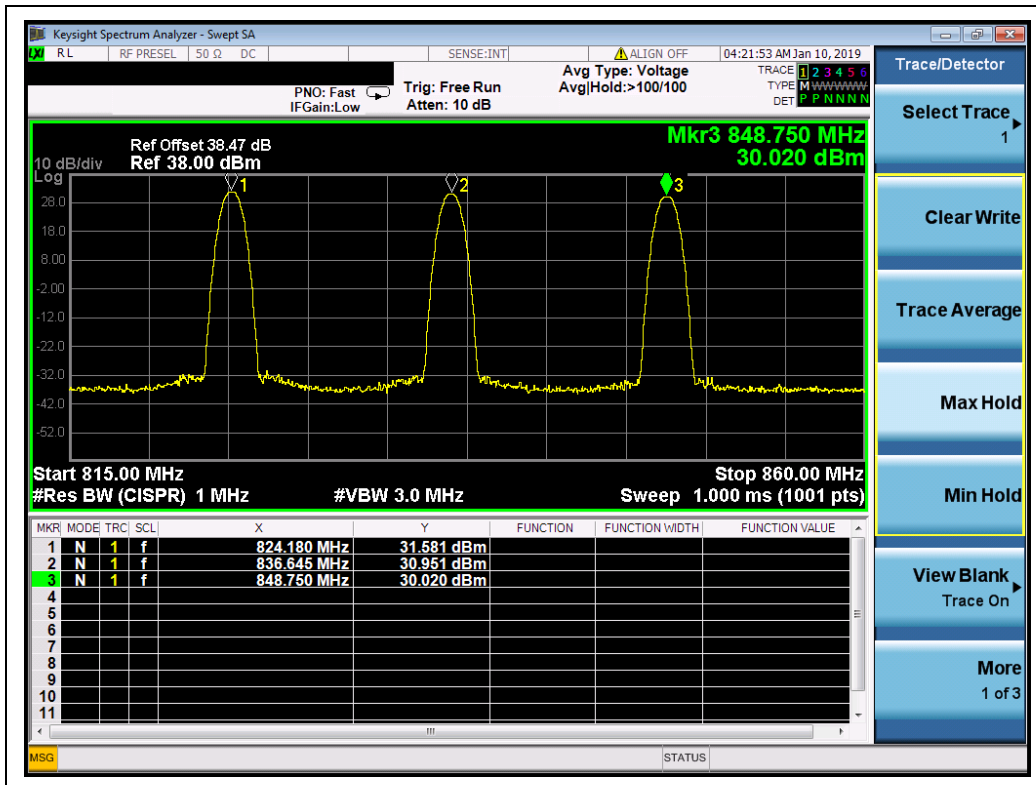 Keysight Spectrum Analyzer - Swept SA
LXI RL RF PRESEL 50 Ω DC SENSE:INT ALIGN OFF 04:21:53 AM Jan 10, 2019
PNO: Fast
IFGain:Low
Trig: Free Run
Atten: 10 dB
Avg Type: Voltage
Avg|Hold:>100/100
TRACE 1 2 3 4 5 6
TYPE M WWWWW
DET P P N N N N
Ref Offset 38.47 dB
10 dB/div Ref 38.00 dBm
Log
Mkr3 848.750 MHz
30.020 dBm
1 2 3
28.0
18.0
8.00
-2.00
-12.0
-22.0
-32.0
-42.0
-52.0
Start 815.00 MHz Stop 860.00 MHz
#Res BW (CISPR) 1 MHz #VBW 3.0 MHz Sweep 1.000 ms (1001 pts)
MKR MODE TRC SCL X Y FUNCTION FUNCTION WIDTH FUNCTION VALUE
1 N 1 f 824.180 MHz 31.581 dBm
2 N 1 f 836.645 MHz 30.951 dBm
3 N 1 f 848.750 MHz 30.020 dBm
4
5
6
7
8
9
10
11
MSG STATUS
Trace/Detector
Select Trace
1
Clear Write
Trace Average
Max Hold
Min Hold
View Blank
Trace On
More
1 of 3